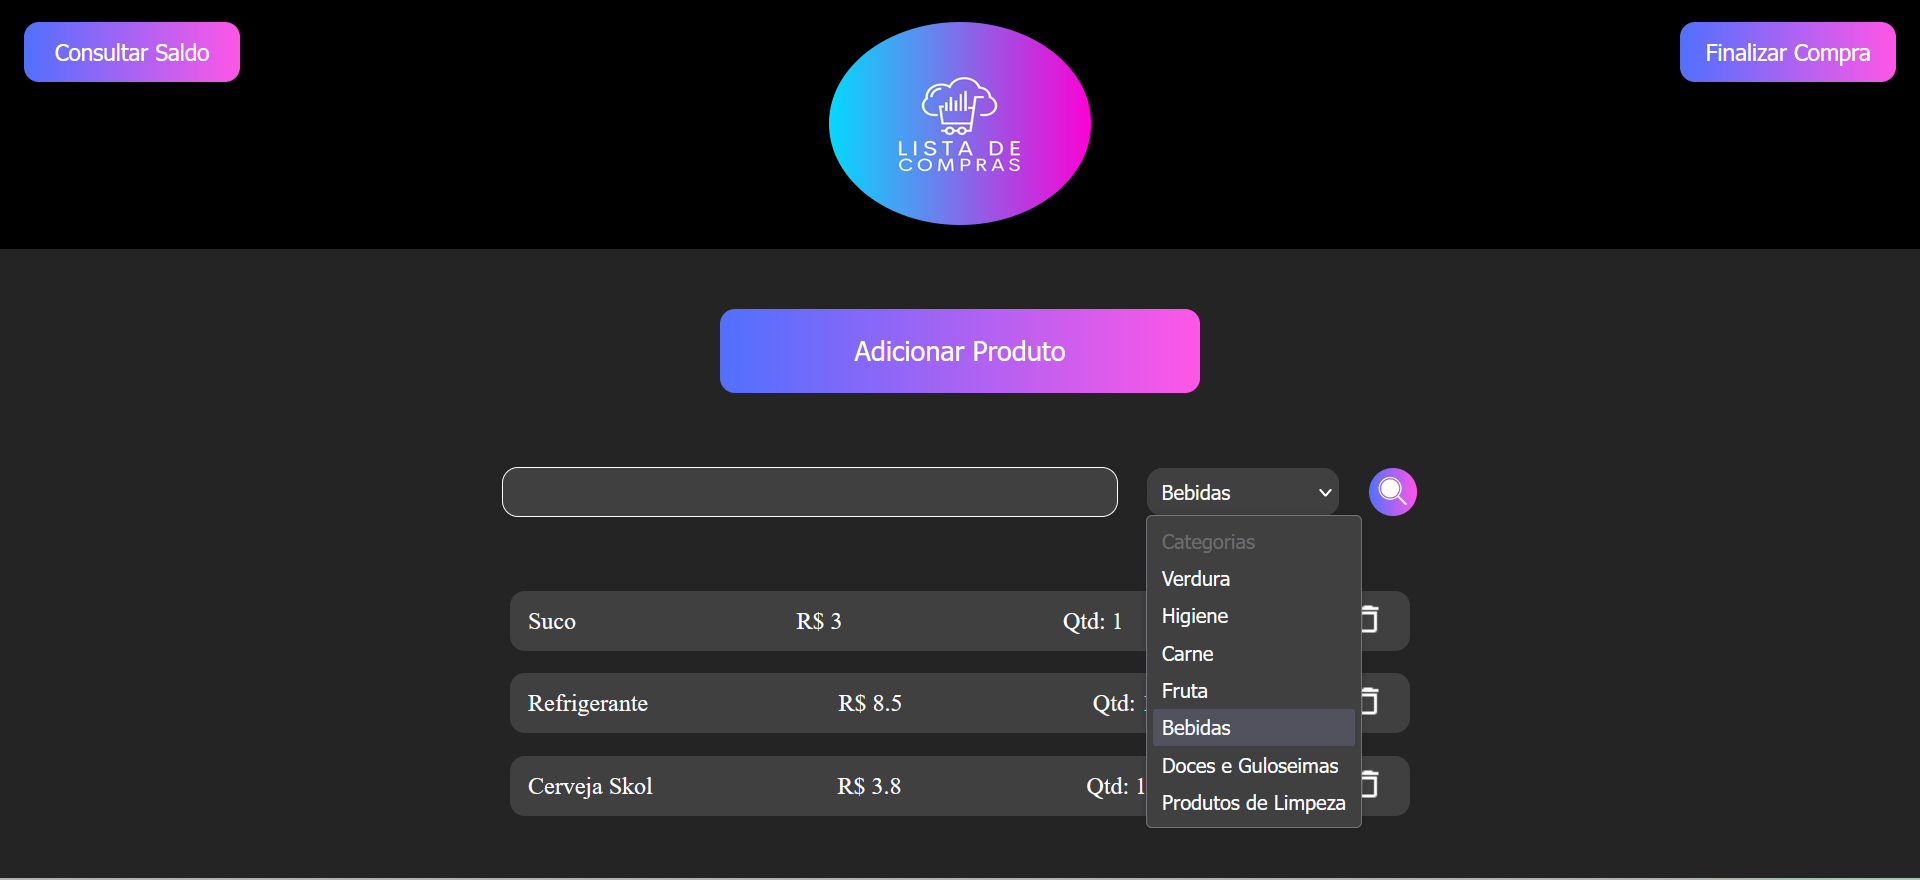 Consultar Saldo
LISTA DE
COMPRAS
Finalizar Compra
Adicionar Produto
Bebidas
Categorias
Verdura
Higiene
Carne
Fruta
Bebidas
Doces e Guloseimas
Produtos de Limpeza
Suco R$ 3 Qtd: 1
Refrigerante R$ 8.5 Qtd:
Cerveja Skol R$ 3.8 Qtd: 1